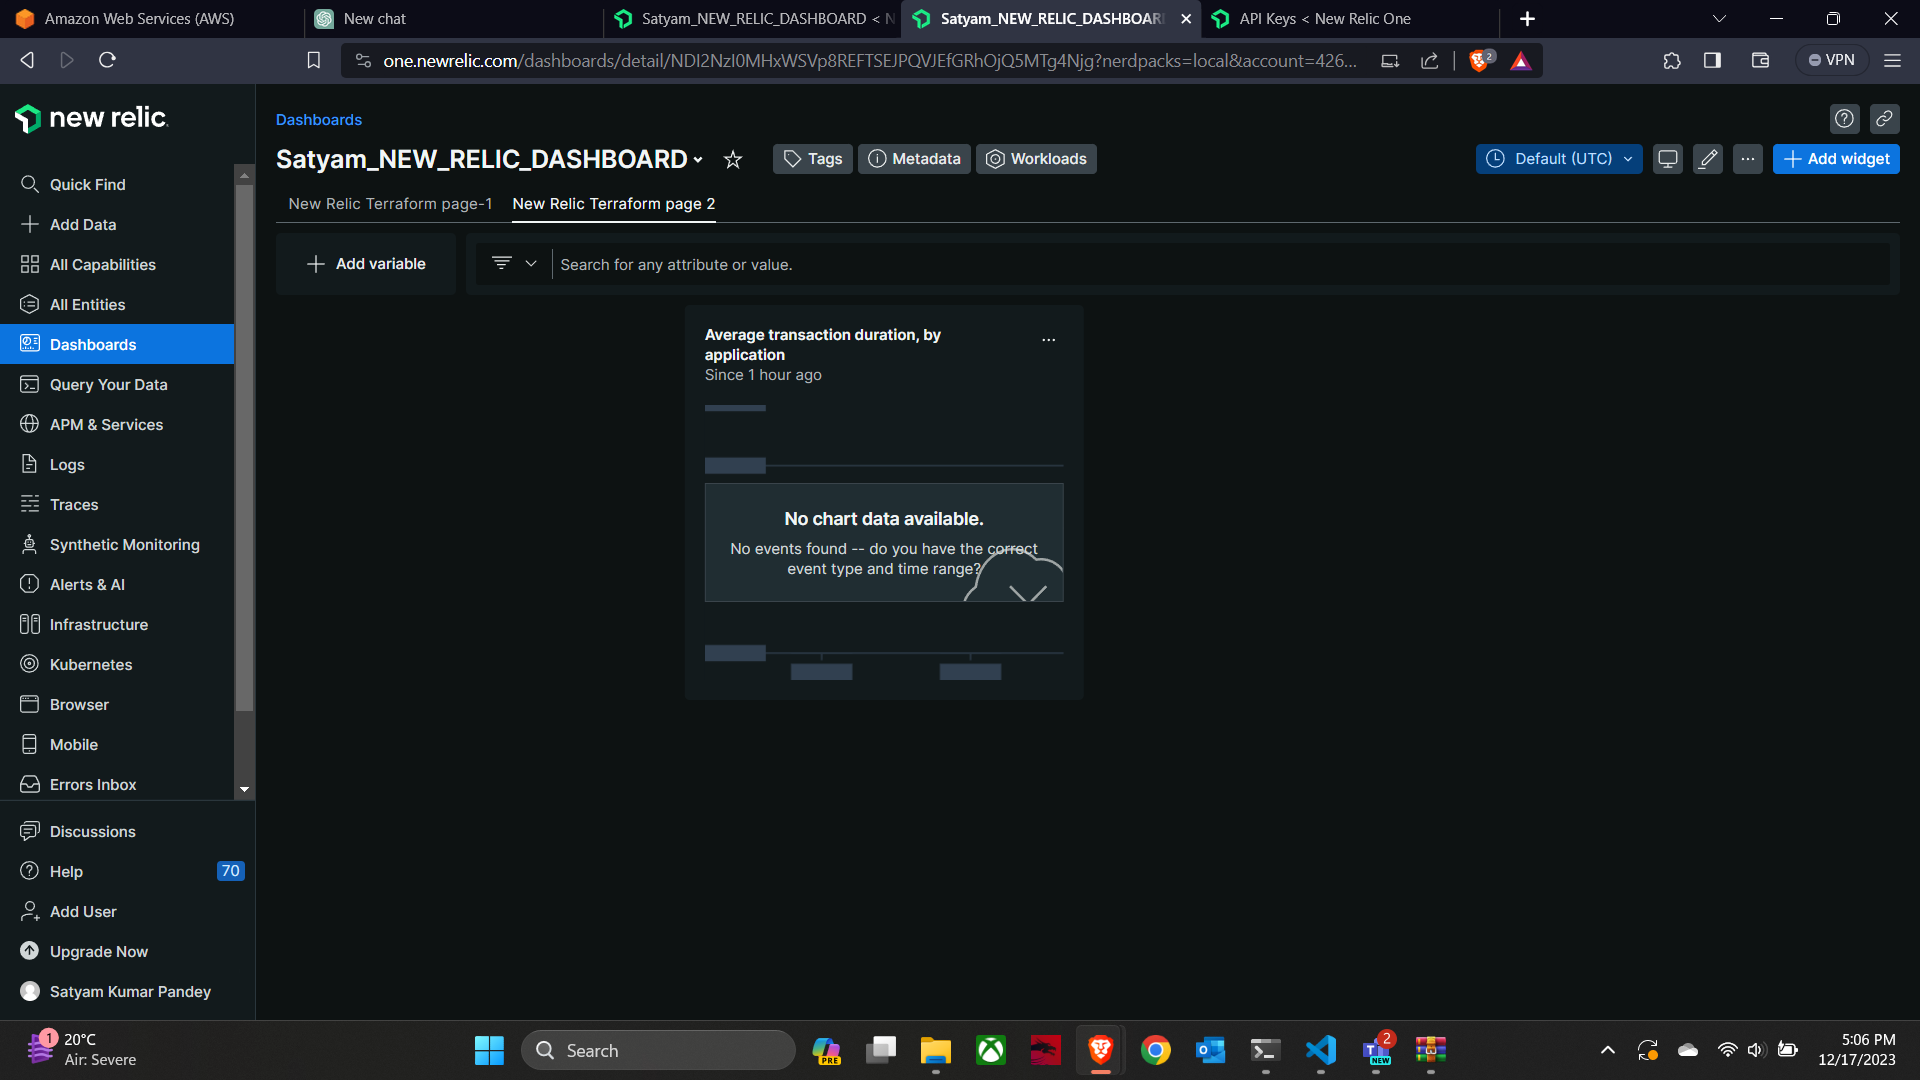 Amazon Web Services (AWS)
New chat
Satyam_NEW_RELIC_DASHBOARD < N
Satyam_NEW_RELIC_DASHBOAR
API Keys < New Relic One
one.newrelic.com/dashboards/detail/NDI2NzI0MHxWSVp8REFTSEJPQVJEfGRhOjQ5MTg4Njg?nerdpacks=local&account=426...
2
VPN
new relic
Quick Find
Add Data
All Capabilities
All Entities
Dashboards
Query Your Data
APM & Services
Logs
Traces
Synthetic Monitoring
Alerts & AI
Infrastructure
Kubernetes
Browser
Mobile
Errors Inbox
Discussions
Help
70
Add User
Upgrade Now
Satyam Kumar Pandey
Dashboards
Satyam_NEW_RELIC_DASHBOARD
Tags
Metadata
Workloads
Default (UTC)
Add widget
New Relic Terraform page-1
New Relic Terraform page 2
Add variable
Search for any attribute or value.
Average transaction duration, by
application
Since 1 hour ago
No chart data available.
No events found -- do you have the correct
event type and time range?
1
20°C
Air: Severe
Search
PRE
2
NEW
5:06 PM
12/17/2023